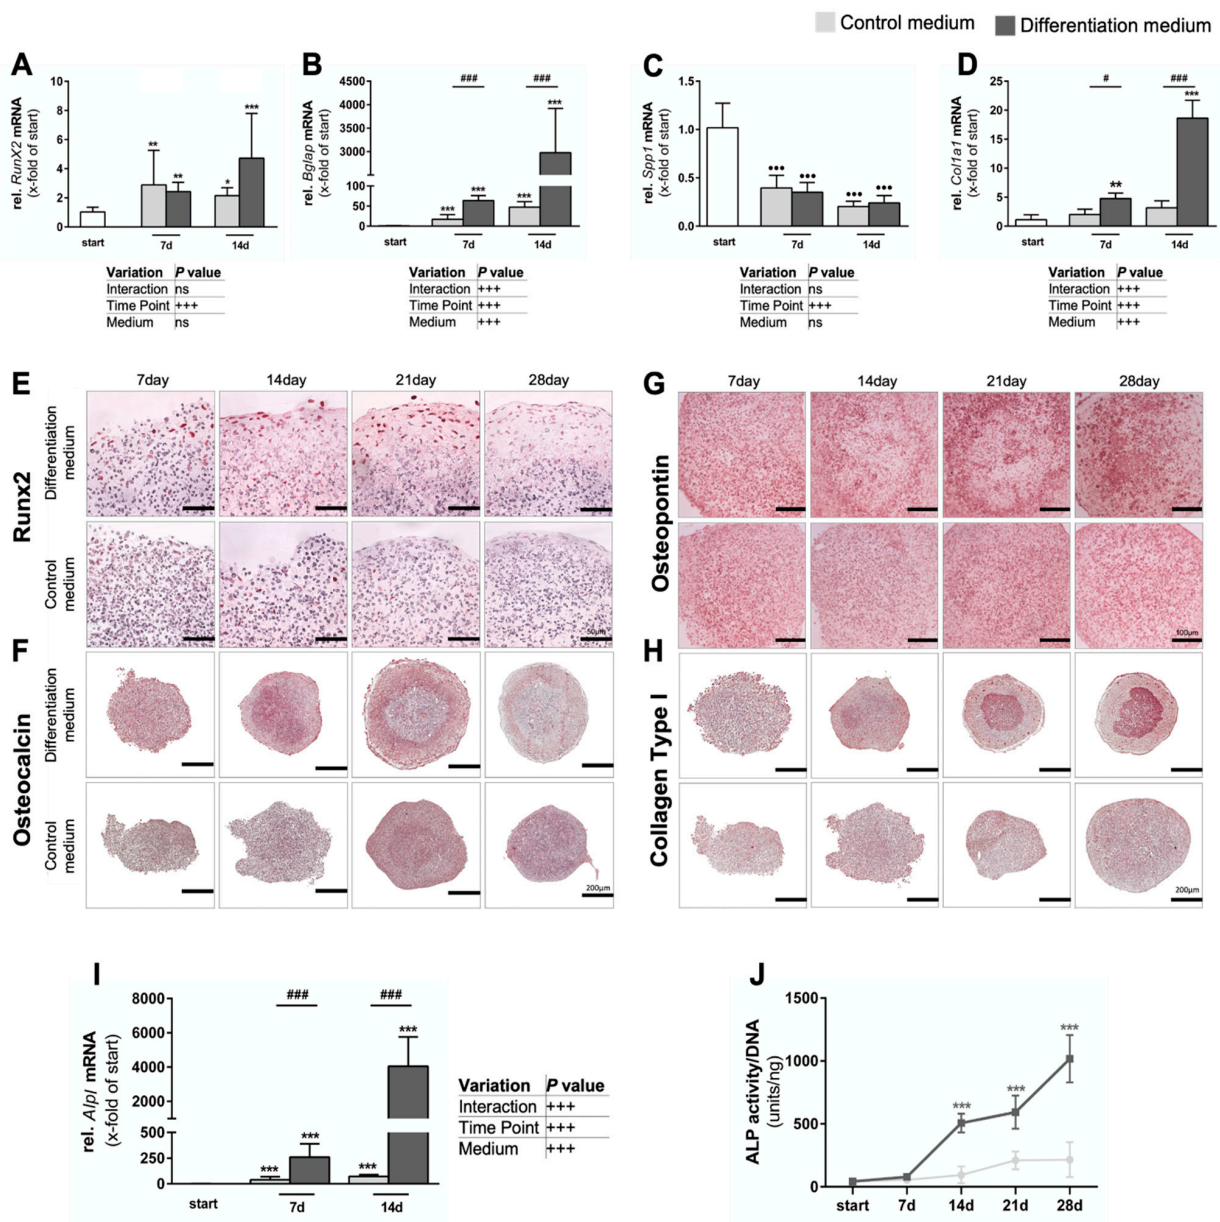 Control medium Differentiation medium
A
rel. RunX2 mRNA
(x-fold of start)
10
8
6
4
2
0
**
**
*
***
start 7d 14d
Variation P value
Interaction ns
Time Point +++
Medium ns
B
rel. Bglap mRNA
(x-fold of start)
4500
4000
3500
3000
100
50
0
### ###
***
***
***
***
start 7d 14d
Variation P value
Interaction +++
Time Point +++
Medium +++
C
rel. Spp1 mRNA
(x-fold of start)
1.5
1.0
0.5
0.0
•••
•••
•••
•••
start 7d 14d
Variation P value
Interaction ns
Time Point +++
Medium ns
D
rel. Col1a1 mRNA
(x-fold of start)
25
20
15
10
5
0
# ###
**
***
start 7d 14d
Variation P value
Interaction +++
Time Point +++
Medium +++
E
7day 14day 21day 28day
Runx2
Differentiation
medium
Control
medium
50µm
F
Osteocalcin
Differentiation
medium
Control
medium
200µm
G
7day 14day 21day 28day
Osteopontin
100µm
H
Collagen Type I
200µm
I
rel. Alpl mRNA
(x-fold of start)
8000
6000
4000
2000
0
500
250
0
### ###
***
***
***
***
start 7d 14d
Variation P value
Interaction +++
Time Point +++
Medium +++
J
ALP activity/DNA
(units/ng)
1500
1000
500
0
***
***
***
start 7d 14d 21d 28d